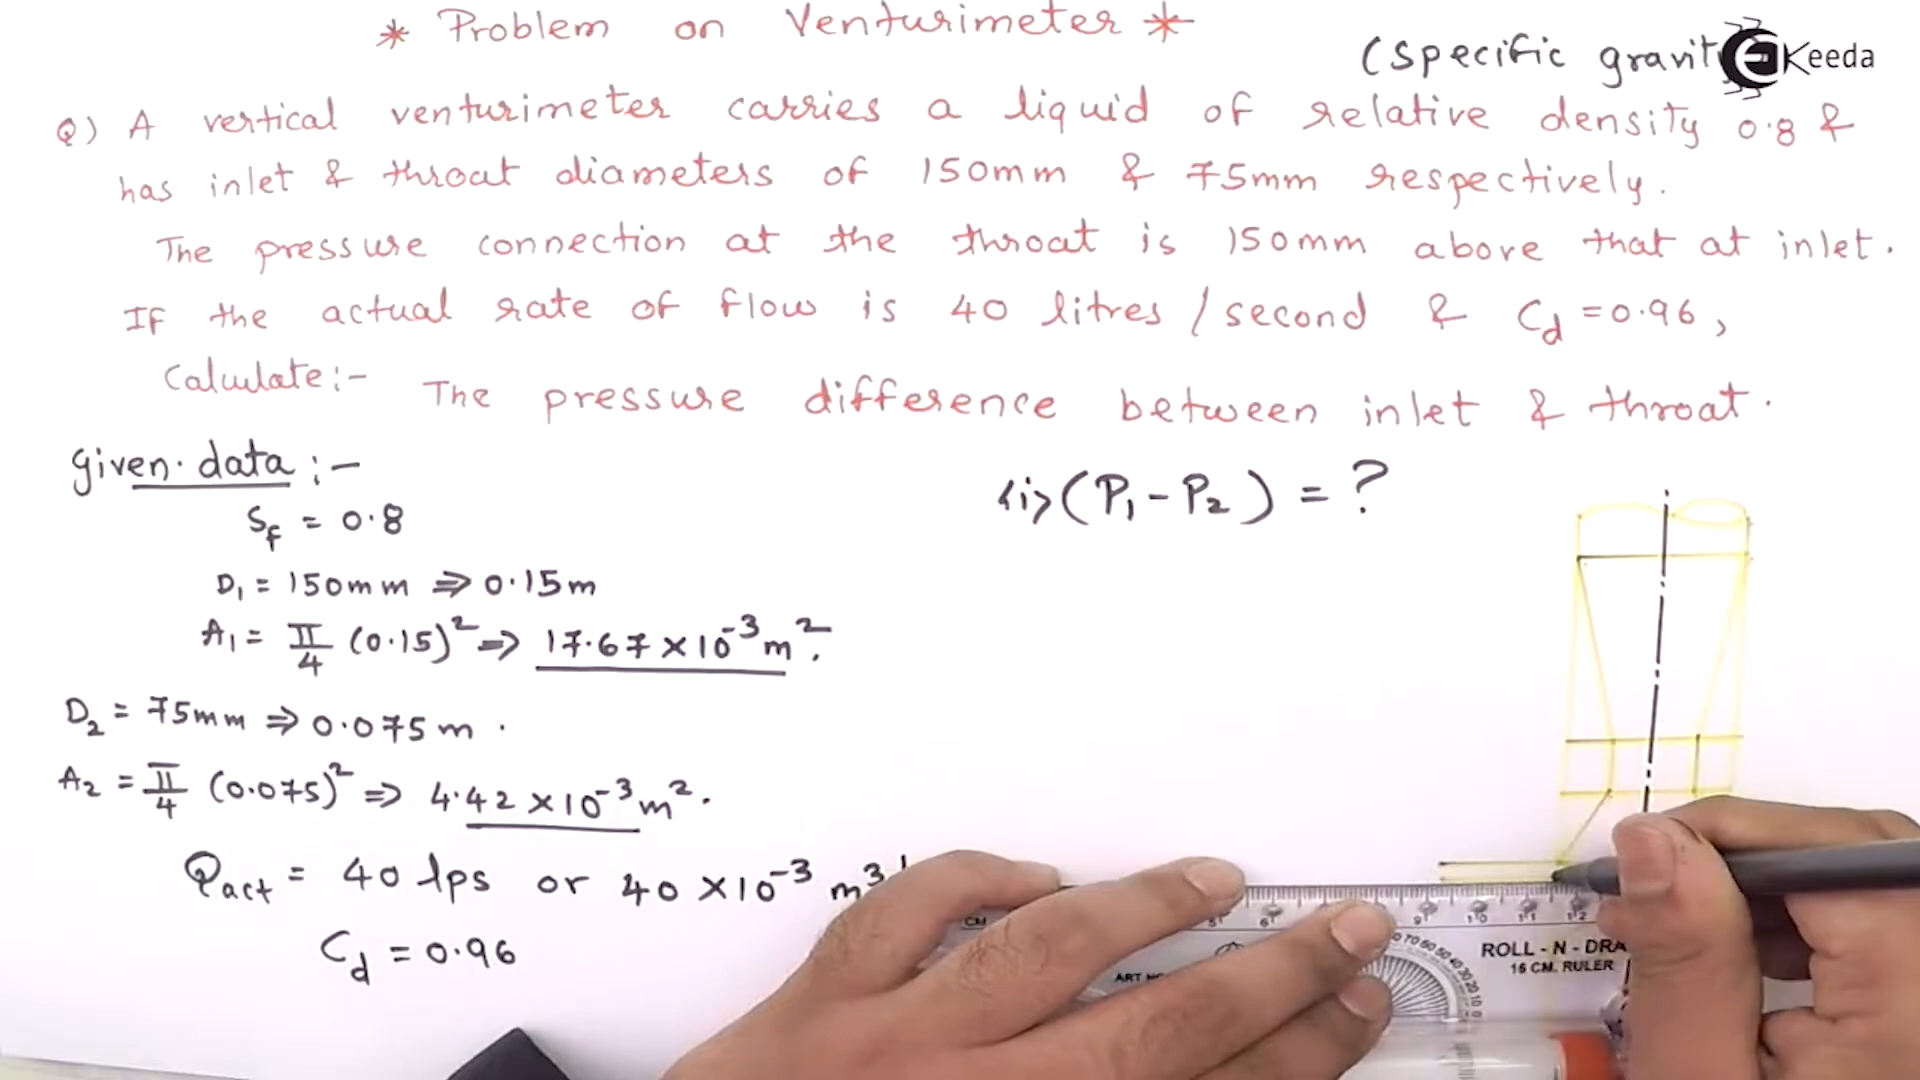 * Problem on Venturimeter *
(specific gravit
Keeda
Q) A vertical venturimeter carries a liquid of relative density 0.8 &
has inlet & throat diameters of 150mm & 75mm respectively.
The pressure connection at the throat is 150mm above that at inlet.
If the actual rate of flow is 40 litres / second & Cd = 0.96,
Calculate :- The pressure difference between inlet & throat.
given data :-
<i> (P₁ - P₂) = ?
Sf = 0.8
D₁ = 150mm ⇒ 0.15m
A₁ = π/4 (0.15)² ⇒ 17.67 × 10⁻³ m².
D₂ = 75mm ⇒ 0.075 m .
A₂ = π/4 (0.075)² ⇒ 4.42 × 10⁻³ m².
Qact = 40 lps or 40 × 10⁻³ m³/
Cd = 0.96
CM
ROLL - N - DRA
16 CM. RULER
ART